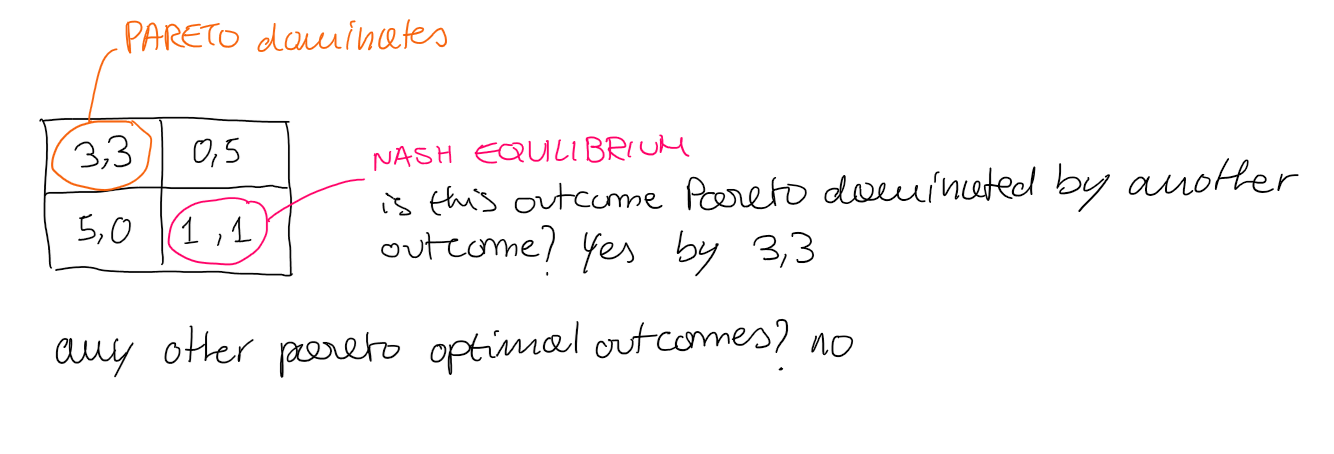 PARETO dominates
3,3 0,5
5,0 1,1
NASH EQUILIBRIUM
is this outcome Pareto dominated by another
outcome? Yes by 3,3
any other pareto optimal outcomes? no